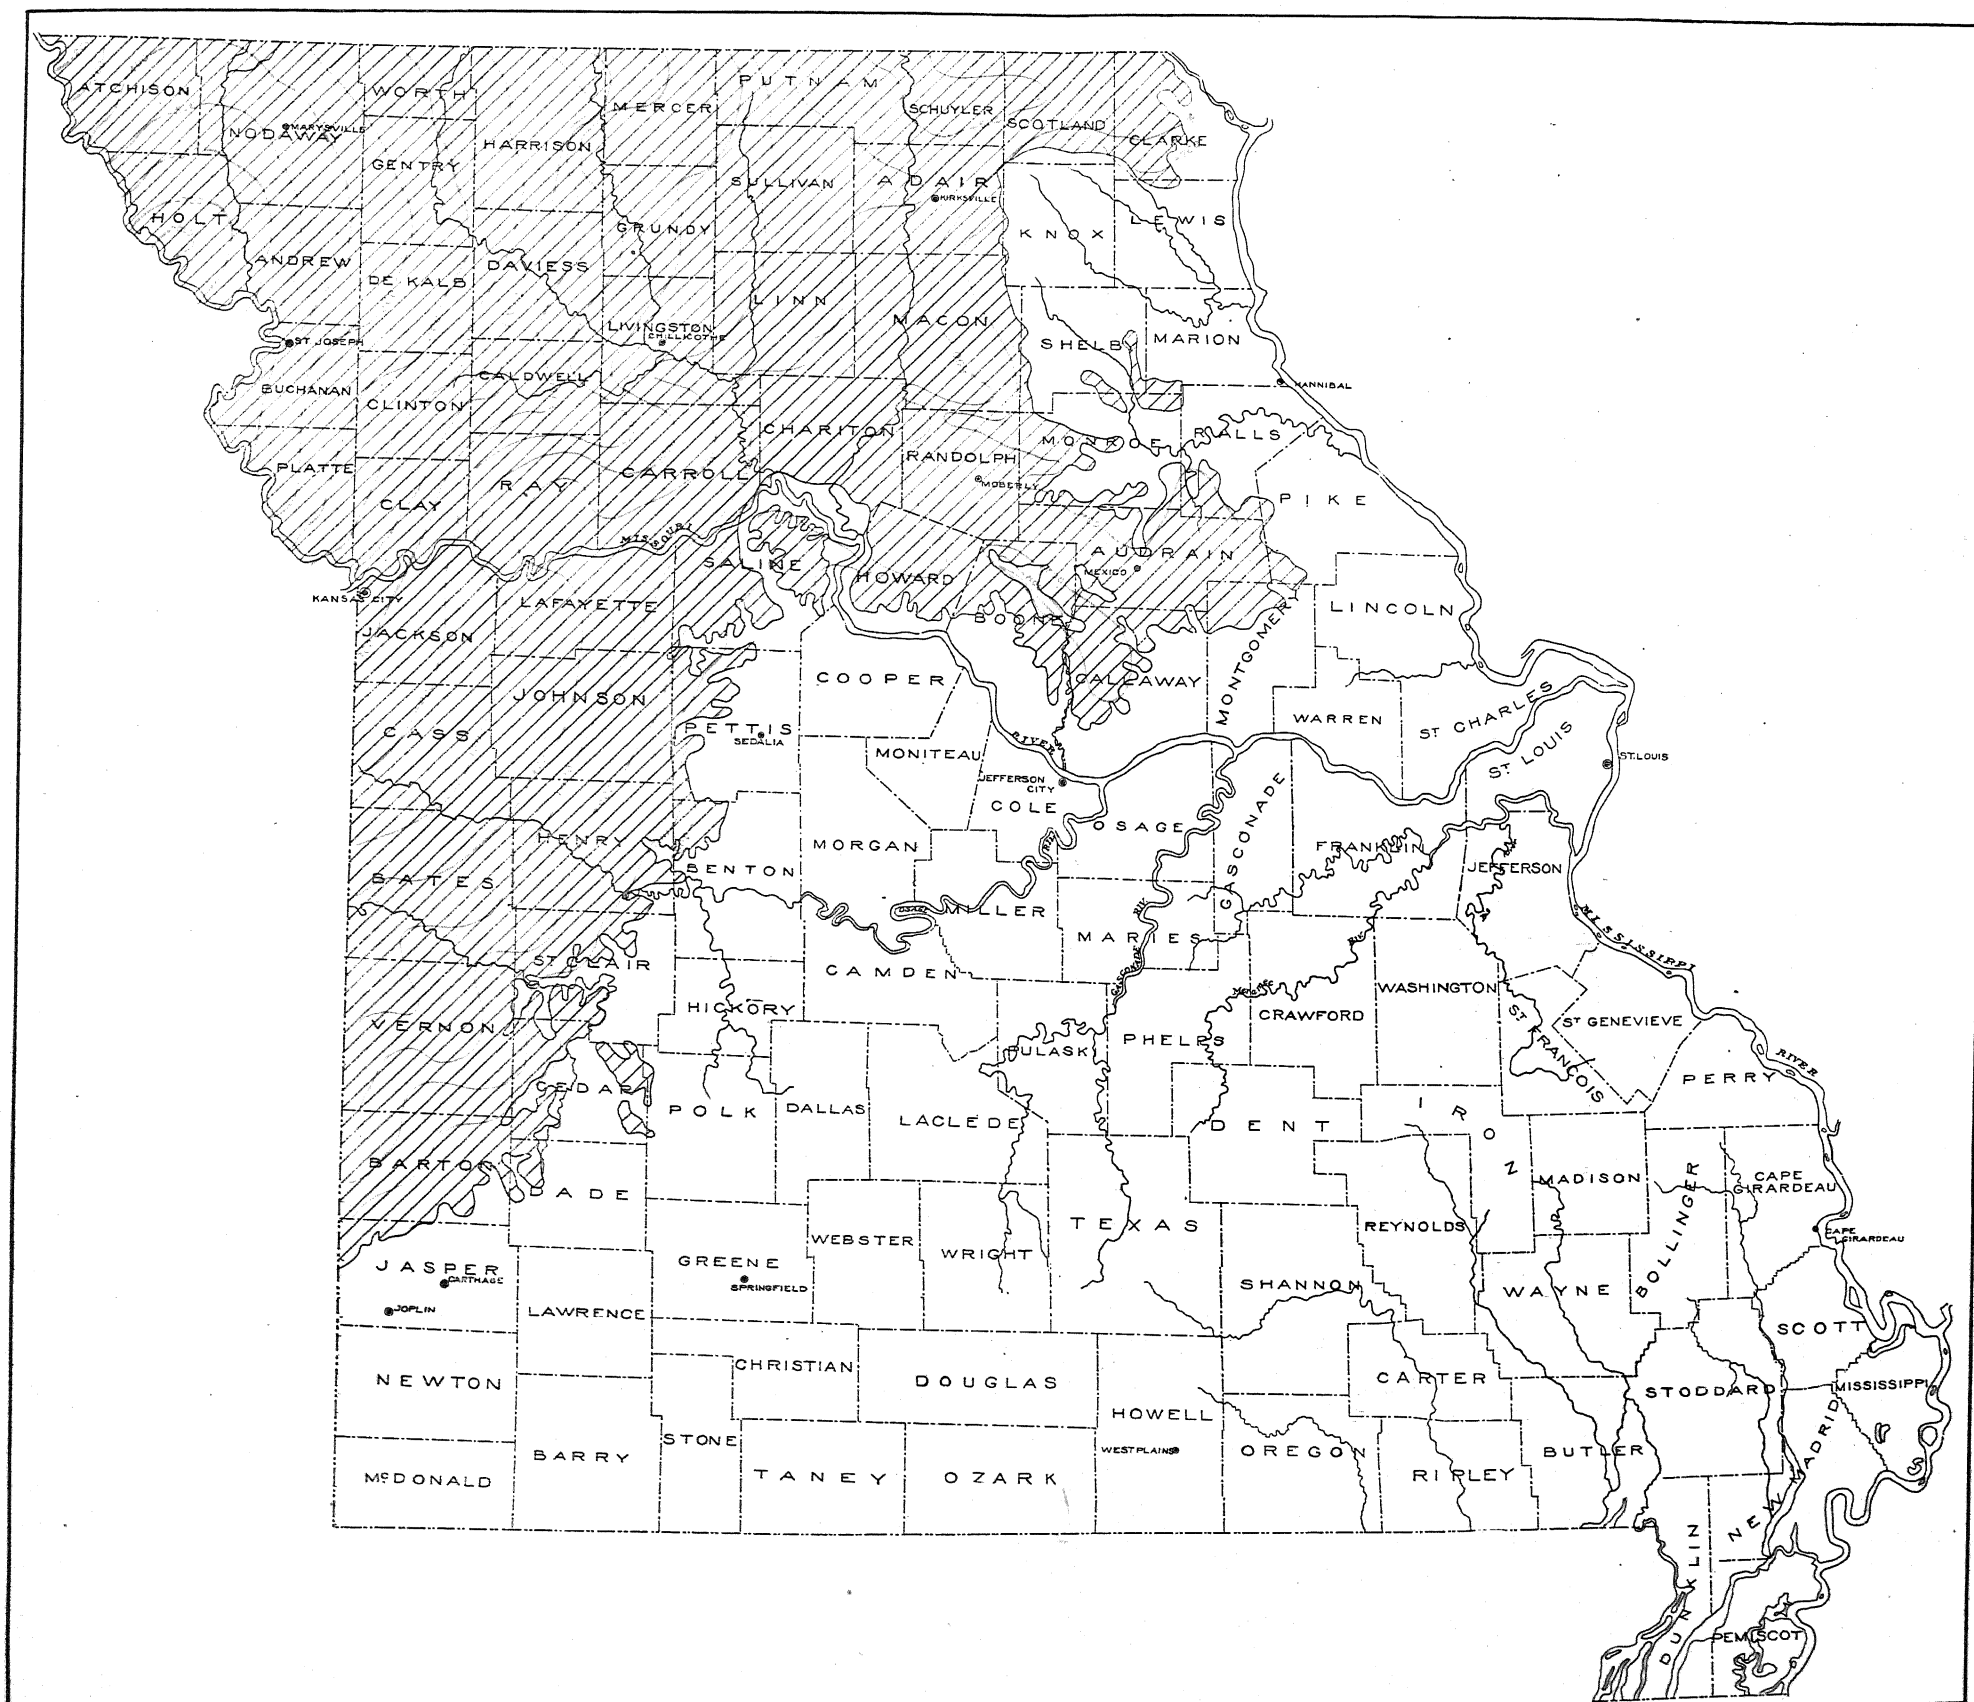 ATCHISON
WORTH
PUTNAM
MERCER
SCHUYLER
SCOTLAND
CLARKE
NODAWAY
MARYSVILLE
GENTRY
HARRISON
SULLIVAN
ADAIR
KIRKSVILLE
KNOX
LEWIS
HOLT
GRUNDY
ANDREW
DE KALB
DAVIESS
LINN
MACON
LIVINGSTON
CHILLICOTHE
SHELBY
MARION
ST JOSEPH
HANNIBAL
BUCHANAN
CLINTON
CALDWELL
CHARITON
MONROE
RALLS
RANDOLPH
MOBERLY
PLATTE
CLAY
RAY
CARROLL
PIKE
MISSOURI
SALINE
HOWARD
AUDRAIN
MEXICO
KANSAS CITY
LAFAYETTE
BOONE
LINCOLN
JACKSON
COOPER
CALLAWAY
MONTGOMERY
JOHNSON
WARREN
ST CHARLES
ST LOUIS
ST. LOUIS
CASS
PETTIS
SEDALIA
MONITEAU
RIVER
JEFFERSON
CITY
COLE
OSAGE
GASCONADE
FRANKLIN
JEFFERSON
HENRY
MORGAN
BENTON
BATES
OSAGE
RIV.
MILLER
MARIES
RIV.
GASCONADE
MISSISSIPPI
ST CLAIR
CAMDEN
HICKORY
MERAMEC
RIV.
CRAWFORD
WASHINGTON
ST FRANCOIS
ST GENEVIEVE
VERNON
PULASKI
PHELPS
RIVER
PERRY
CEDAR
POLK
DALLAS
LACLEDE
DENT
IRON
BARTON
DADE
MADISON
BOLLINGER
CAPE
GIRARDEAU
TEXAS
REYNOLDS
CAPE
GIRARDEAU
JASPER
CARTHAGE
GREENE
SPRINGFIELD
WEBSTER
WRIGHT
SHANNON
WAYNE
JOPLIN
LAWRENCE
SCOTT
NEWTON
CHRISTIAN
DOUGLAS
CARTER
STODDARD
MISSISSIPPI
HOWELL
WEST PLAINS
STONE
BARRY
OREGON
BUTLER
NEW MADRID
McDONALD
TANEY
OZARK
RIPLEY
DUNKLIN
PEMISCOT